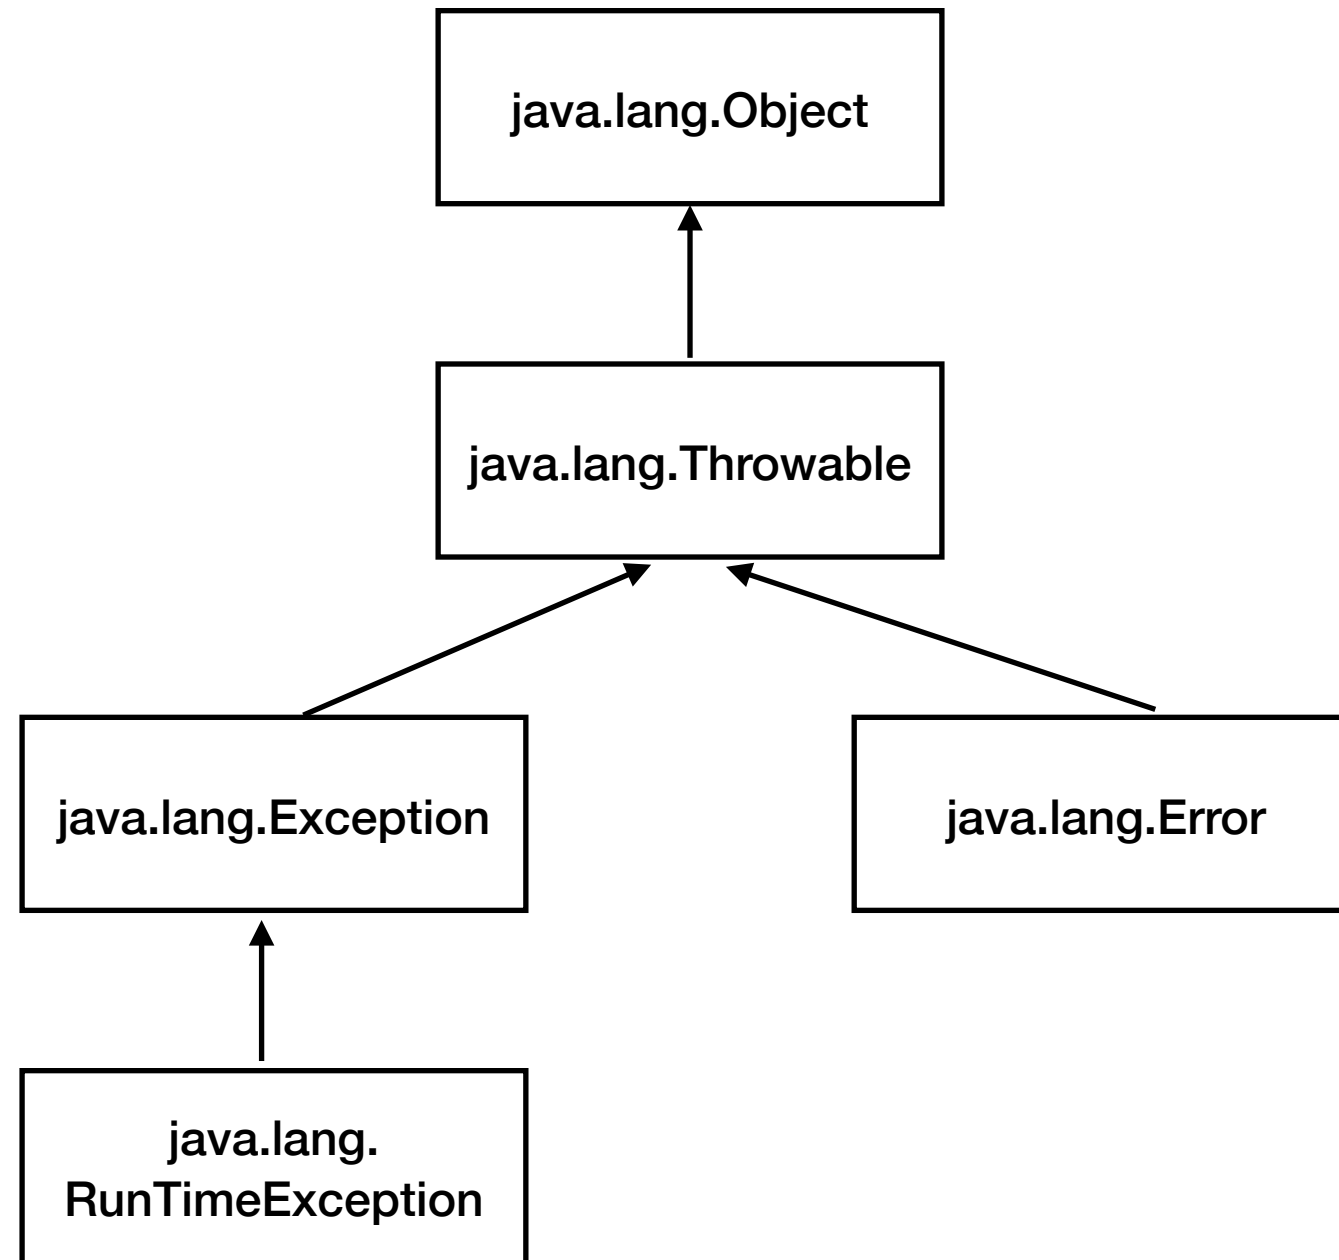 java.lang.Object
java.lang.Throwable
java.lang.Exception
java.lang.Error
java.lang.
RunTimeException